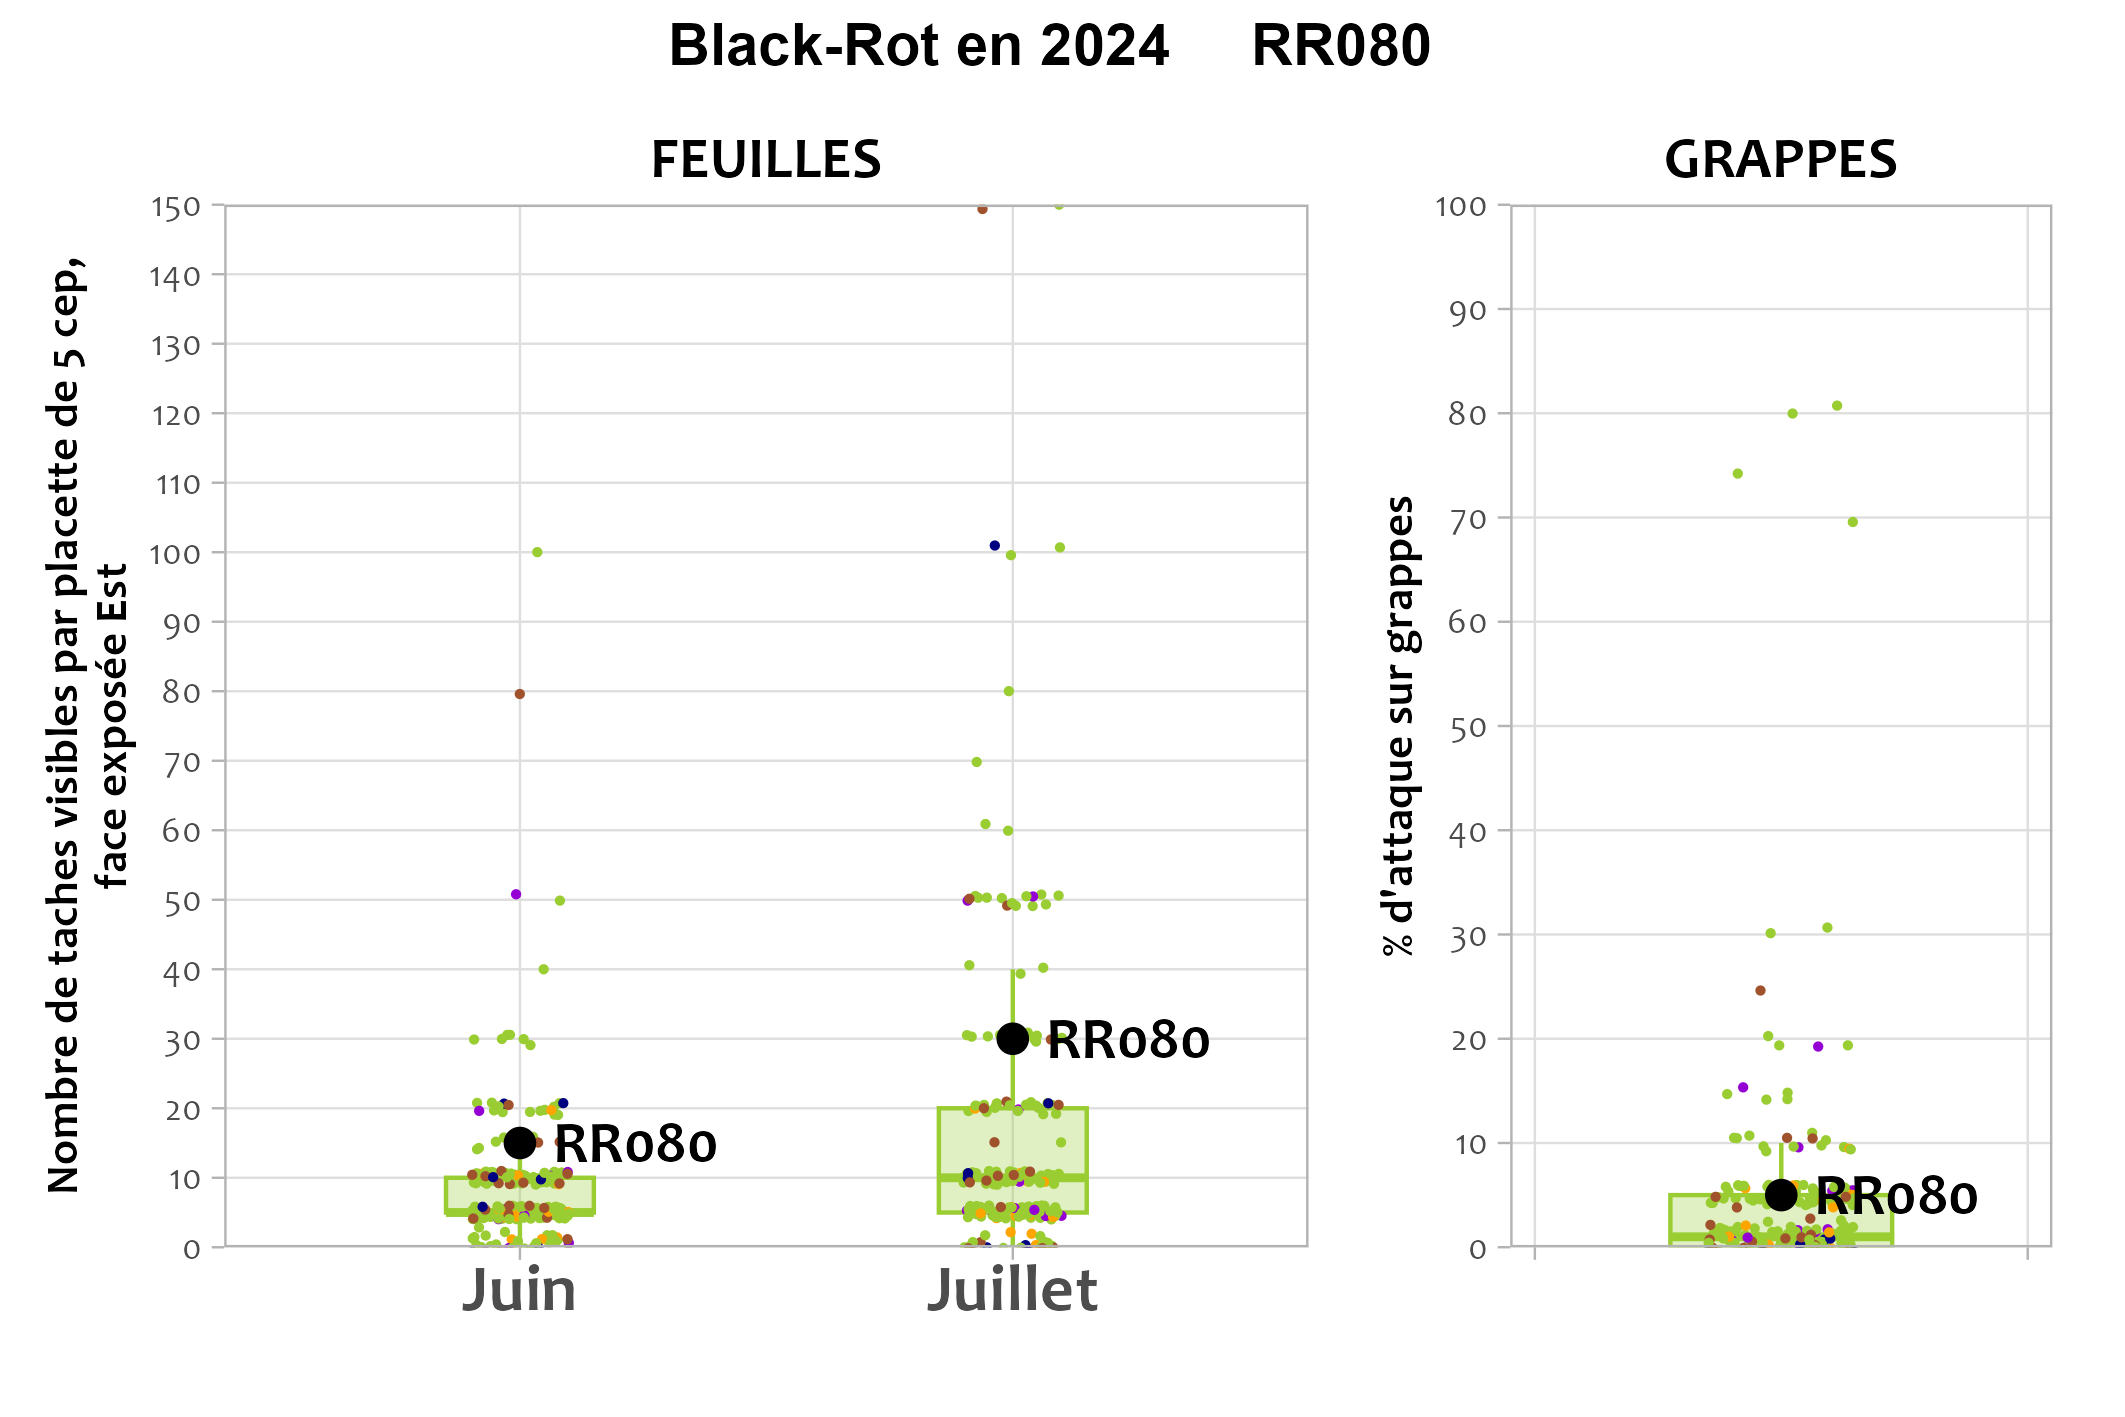 Black-Rot en 2024 RR080
FEUILLES
GRAPPES
Nombre de taches visibles par placette de 5 cep,
face exposée Est
150
140
130
120
110
100
90
80
70
60
50
40
30
20
10
0
RR080
RR080
Juin
Juillet
% d'attaque sur grappes
100
90
80
70
60
50
40
30
20
10
0
RR080